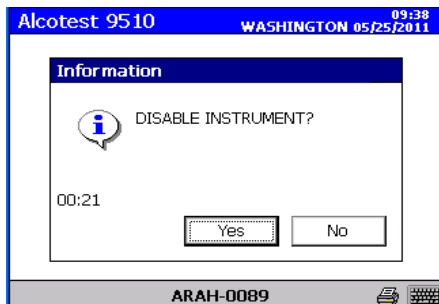 Alcotest 9510
09:38
WASHINGTON 05/25/2011
Information
DISABLE INSTRUMENT?
00:21
Yes
No
ARAH-0089